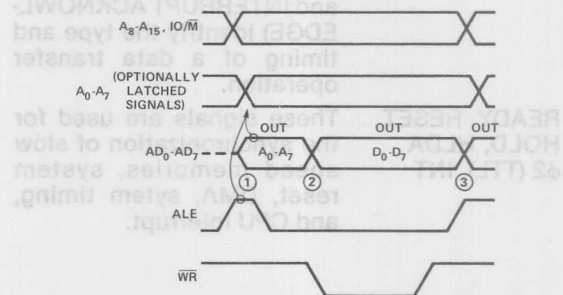 A8-A15, IO/M̅
(OPTIONALLY
A0-A7 LATCHED
SIGNALS)
OUT OUT OUT
AD0-AD7 A0-A7 D0-D7
① ② ③
ALE
W̅R̅
and INTERRUPT ACKNOWL-
EDGE) identify the type and
timing of a data transfer
operation.
READY, RESET
HOLD, HLDA
φ2 (TTL), INT
These signals are used for
the synchronization of slow
speed memories, system
reset, DMA, sytem timing,
and CPU interrupt.